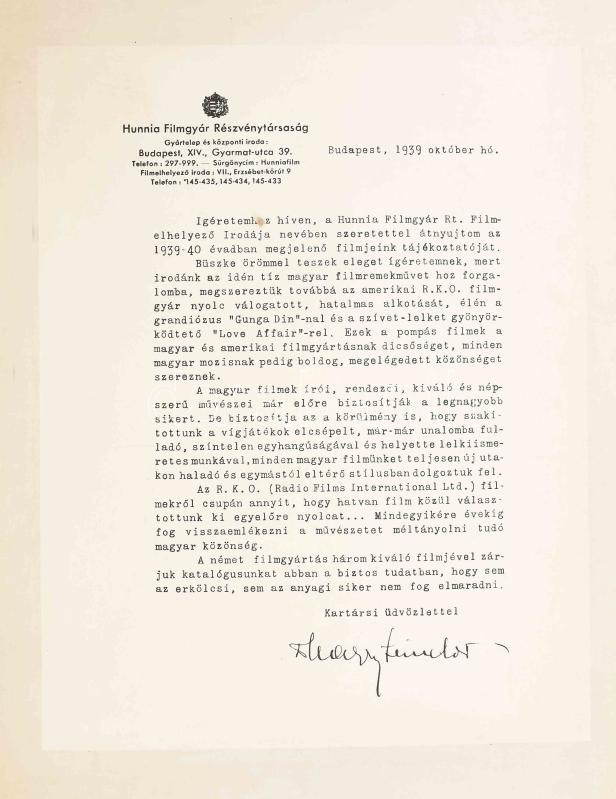 Hunnia Filmgyár Részvénytársaság
Gyártelep és központi iroda:
Budapest, XIV., Gyarmat-utca 39.
Telefon: 297-999. — Sürgönycím: Hunniafilm
Filmelhelyező iroda: VII., Erzsébet-körút 9
Telefon: *145-435, 145-434, 145-433
Budapest, 1939 október hó.
Igéretemhez híven, a Hunnia Filmgyár Rt. Film-
elhelyező Irodája nevében szeretettel átnyujtom az
1939-40 évadban megjelenő filmjeink tájékoztatóját.
Büszke örömmel teszek eleget ígéretemnek, mert
irodánk az idén tíz magyar filmremekművet hoz forga-
lomba, megszereztük továbbá az amerikai R.K.O. film-
gyár nyolc válogatott, hatalmas alkotását, élén a
grandiózus "Gunga Din"-nal és a szívet-lelket gyönyör-
ködtető "Love Affair"-rel. Ezek a pompás filmek a
magyar és amerikai filmgyártásnak dicsőséget, minden
magyar mozisnak pedig boldog, megelégedett közönséget
szereznek.
A magyar filmek írói, rendezői, kiváló és nép-
szerű művészei már előre biztosítják a legnagyobb
sikert. De biztosítja az a körülmény is, hogy szakí-
tottunk a vígjátékok elcsépelt, már-már unalomba ful-
ladó, színtelen egyhangúságával és helyette lelkiisme-
retes munkával, minden magyar filmünket teljesen új uta-
kon haladó és egymástól eltérő stílusban dolgoztuk fel.
Az R.K.O. (Radio Films International Ltd.) fil-
mekről csupán annyit, hogy hatvan film közül válasz-
tottunk ki egyelőre nyolcat... Mindegyikére évekig
fog visszaemlékezni a művészetet méltányolni tudó
magyar közönség.
A német filmgyártás három kiváló filmjével zár-
juk katalógusunkat abban a biztos tudatban, hogy sem
az erkölcsi, sem az anyagi siker nem fog elmaradni.
Kartársi üdvözlettel